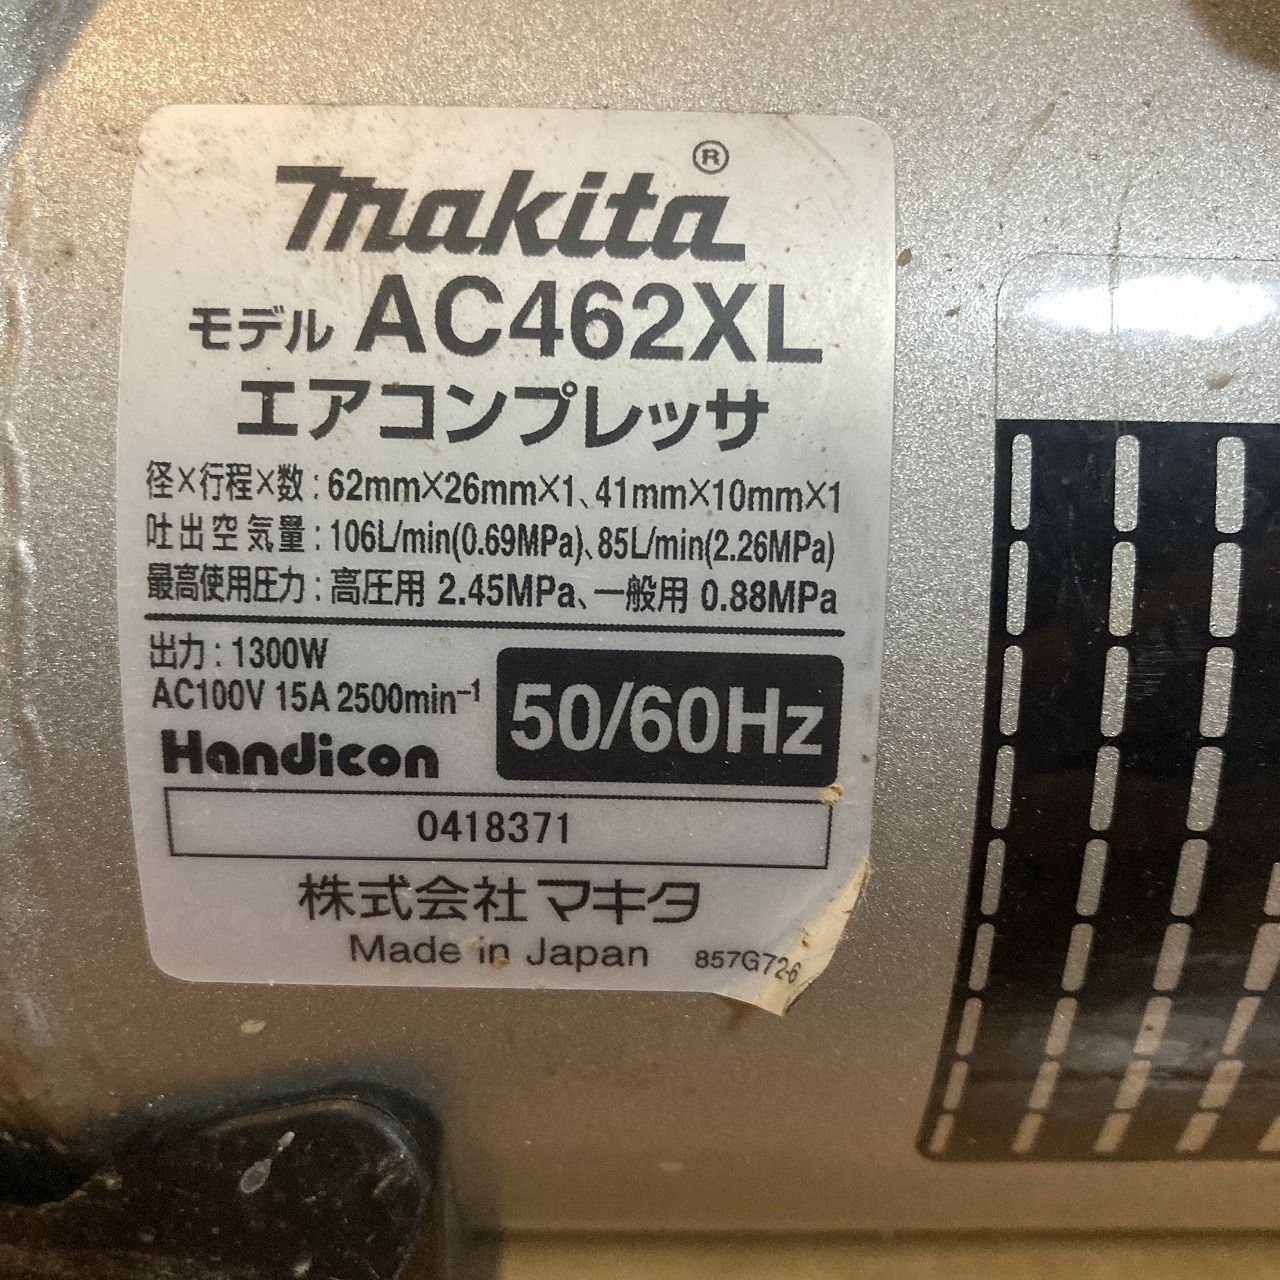 makita®
モデル AC462XL
エアコンプレッサ
径×行程×数：62mm×26mm×1、41mm×10mm×1
吐出空気量：106L/min(0.69MPa)、85L/min(2.26MPa)
最高使用圧力：高圧用 2.45MPa、一般用 0.88MPa
出力：1300W
AC100V 15A 2500min⁻¹
50/60Hz
Handicon
0418371
株式会社マキタ
Made in Japan 857G72-6